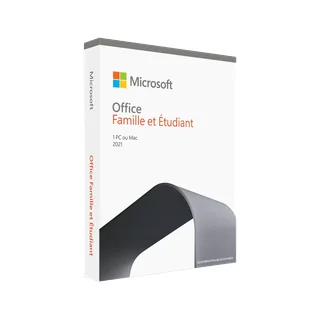 Microsoft
Office
Famille et Étudiant
1 PC ou Mac
2021
Office Famille et Étudiant
Microsoft